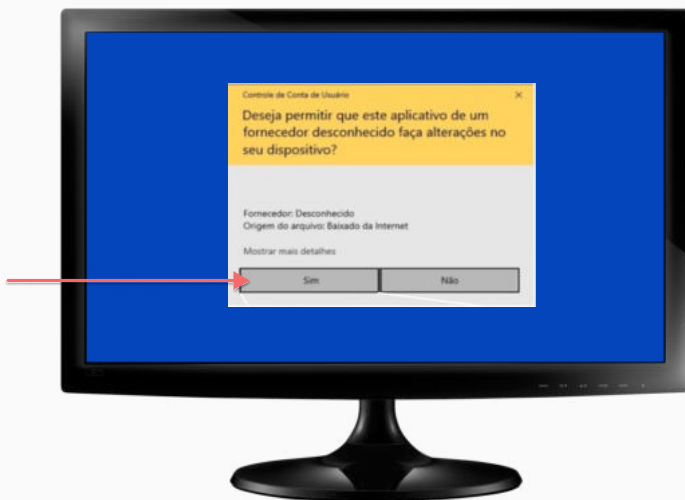 Controle de Conta de Usuário
Deseja permitir que este aplicativo de um
fornecedor desconhecido faça alterações no
seu dispositivo?
Fornecedor: Desconhecido
Origem do arquivo: Baixado da Internet
Mostrar mais detalhes
Sim
Não